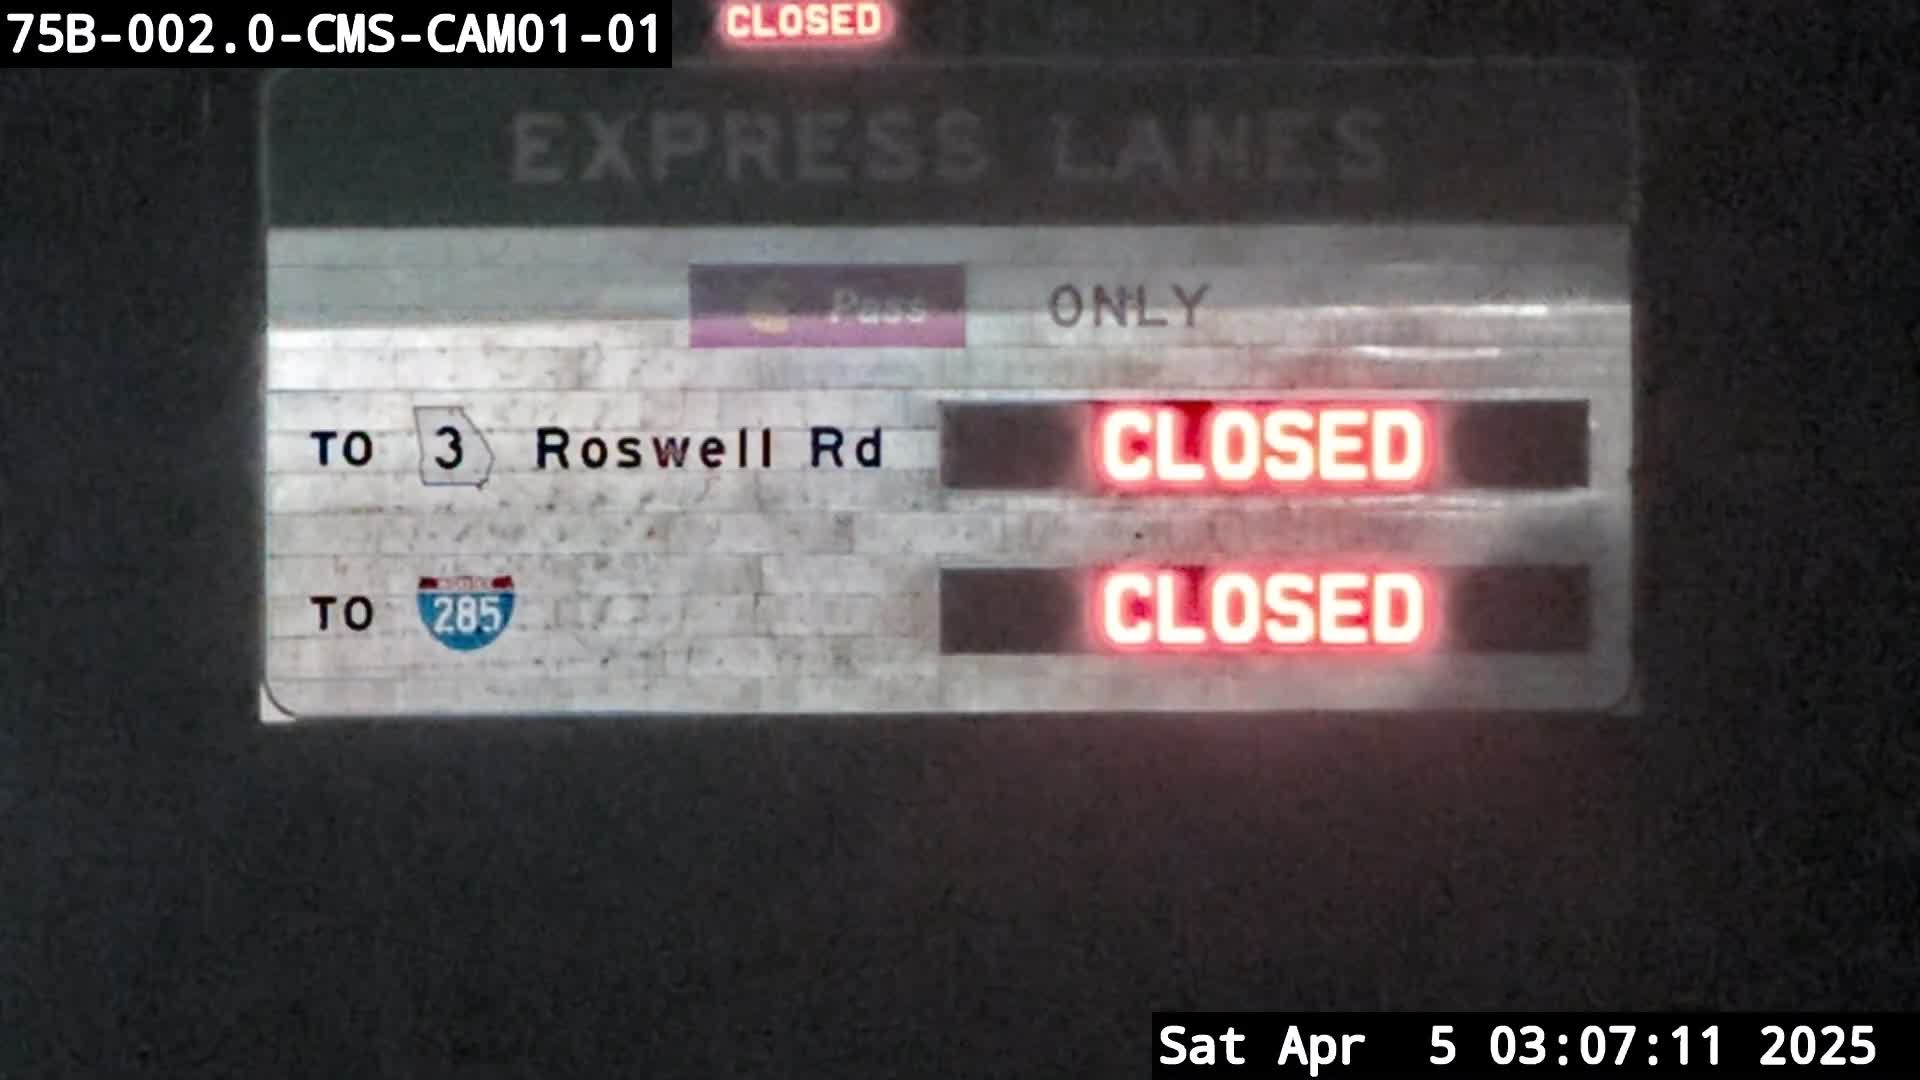 75B-002.0-CMS-CAM01-01
CLOSED
EXPRESS LANES
Pass ONLY
TO 3 Roswell Rd CLOSED
TO 285 CLOSED
Sat Apr 5 03:07:11 2025